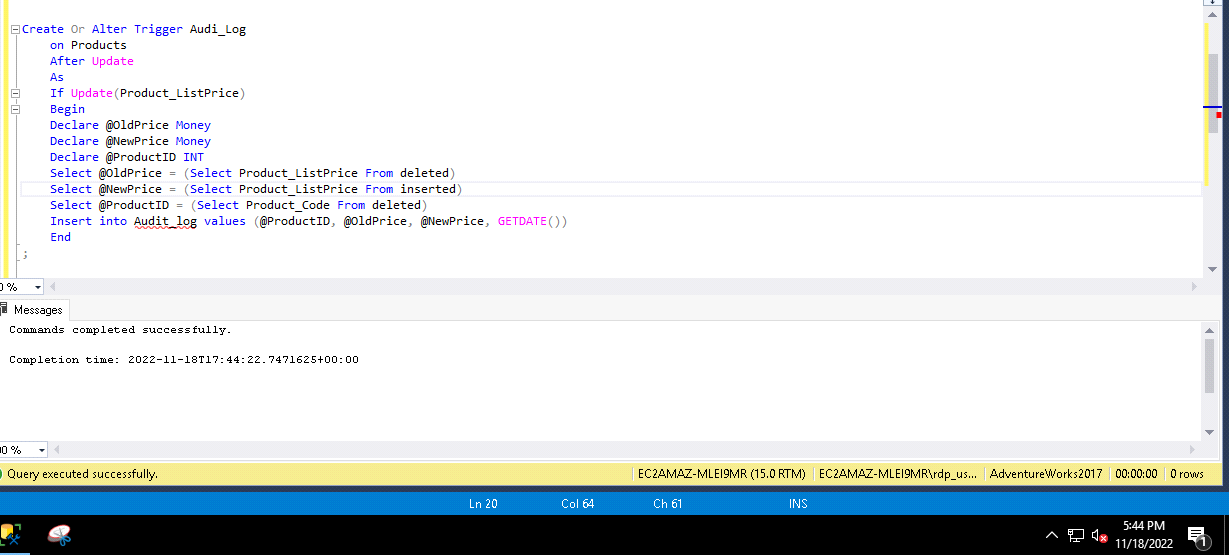 Create Or Alter Trigger Audi_Log
on Products
After Update
As
If Update(Product_ListPrice)
Begin
Declare @OldPrice Money
Declare @NewPrice Money
Declare @ProductID INT
Select @OldPrice = (Select Product_ListPrice From deleted)
Select @NewPrice = (Select Product_ListPrice From inserted)
Select @ProductID = (Select Product_Code From deleted)
Insert into Audit_log values (@ProductID, @OldPrice, @NewPrice, GETDATE())
End
;
0 %
Messages
Commands completed successfully.
Completion time: 2022-11-18T17:44:22.7471625+00:00
00 %
Query executed successfully.
EC2AMAZ-MLEI9MR (15.0 RTM)
EC2AMAZ-MLEI9MR\rdp_us...
AdventureWorks2017
00:00:00
0 rows
Ln 20
Col 64
Ch 61
INS
5:44 PM
11/18/2022
1